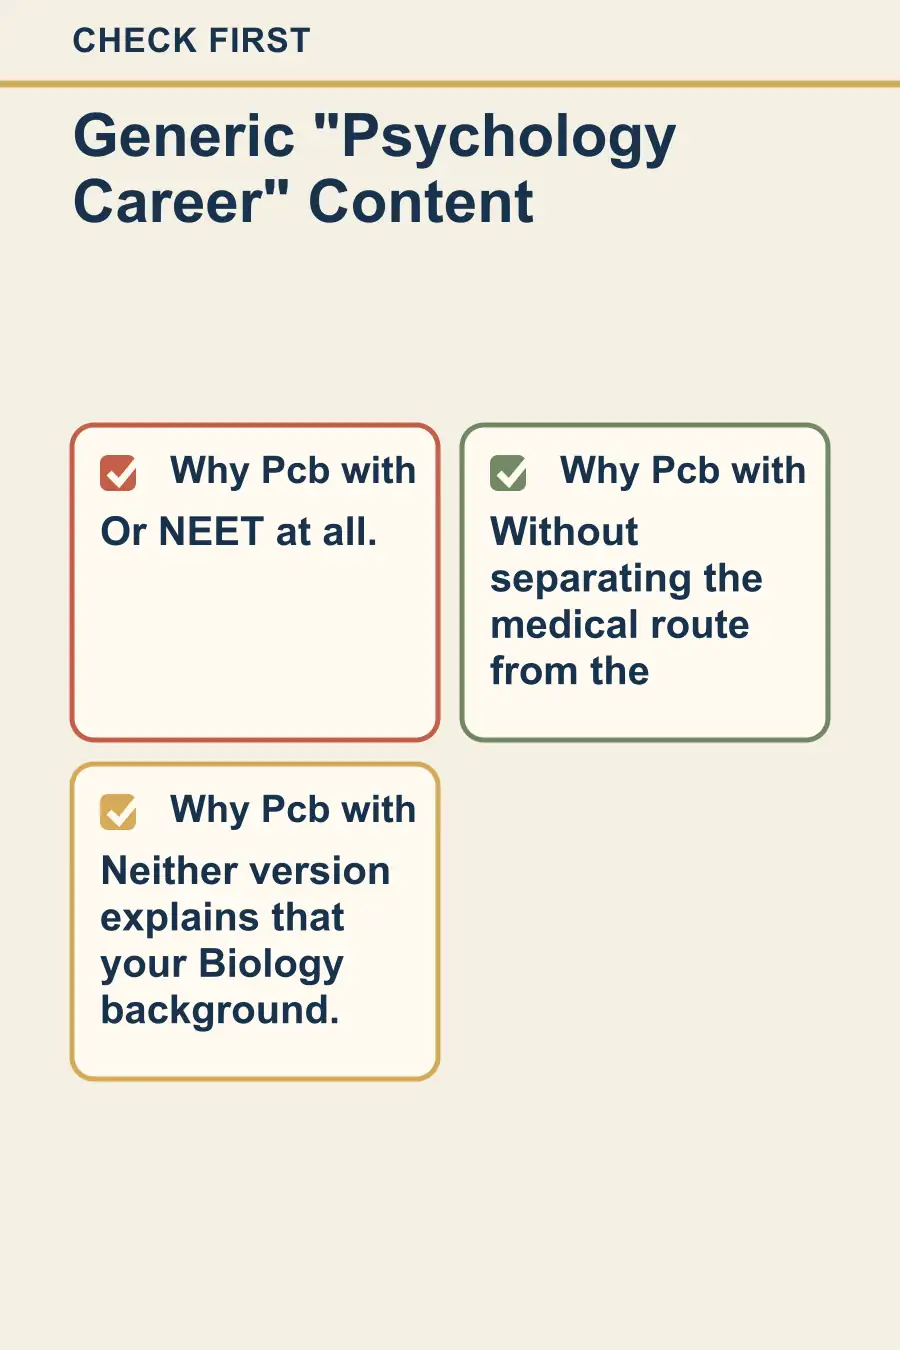 CHECK FIRST
Generic "Psychology
Career" Content
Why Pcb with
Or NEET at all.
Why Pcb with
Without
separating the
medical route
from the
Why Pcb with
Neither version
explains that
your Biology
background.